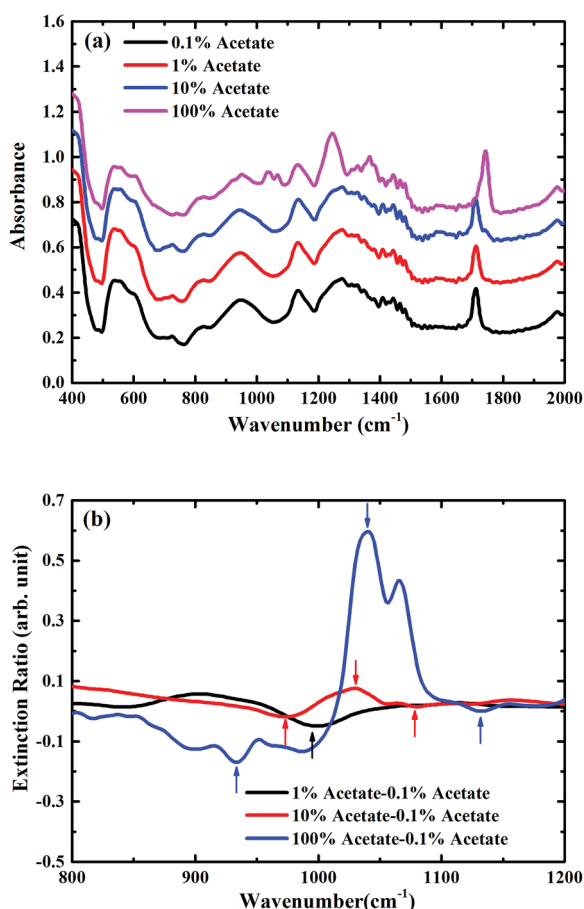 (a)
0.1% Acetate
1% Acetate
10% Acetate
100% Acetate
1.6
1.4
1.2
1.0
0.8
0.6
0.4
0.2
0.0
Absorbance
400 600 800 1000 1200 1400 1600 1800 2000
Wavenumber (cm-1)
(b)
0.7
0.5
0.3
0.1
-0.1
-0.3
-0.5
Extinction Ratio (arb. unit)
1% Acetate-0.1% Acetate
10% Acetate-0.1% Acetate
100% Acetate-0.1% Acetate
800 900 1000 1100 1200
Wavenumber(cm-1)